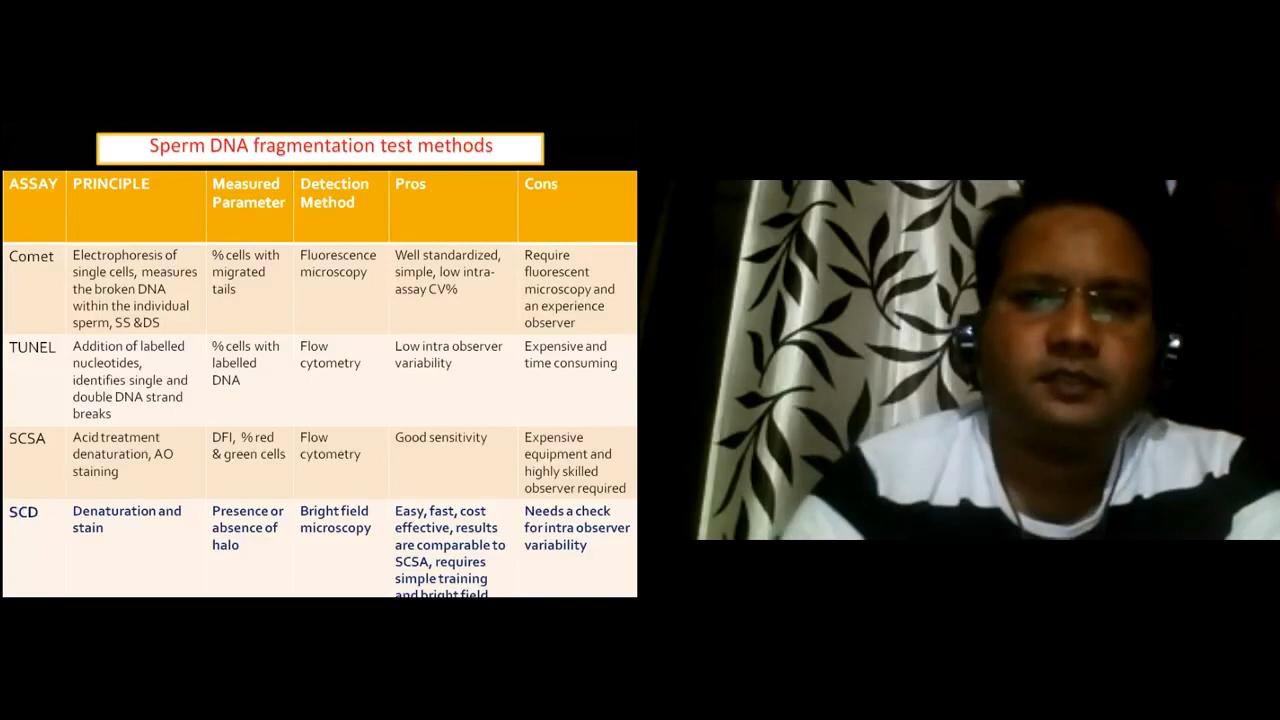 Sperm DNA fragmentation test methods
ASSAY PRINCIPLE Measured Parameter Detection Method Pros Cons
Comet
Electrophoresis of
single cells, measures
the broken DNA
within the individual
sperm, SS &DS
% cells with
migrated
tails
Fluorescence
microscopy
Well standardized,
simple, low intra-
assay CV%
Require
fluorescent
microscopy and
an experience
observer
TUNEL
Addition of labelled
nucleotides,
identifies single and
double DNA strand
breaks
% cells with
labelled
DNA
Flow
cytometry
Low intra observer
variability
Expensive and
time consuming
SCSA
Acid treatment
denaturation, AO
staining
DFI, % red
& green cells
Flow
cytometry
Good sensitivity
Expensive
equipment and
highly skilled
observer required
SCD
Denaturation and
stain
Presence or
absence of
halo
Bright field
microscopy
Easy, fast, cost
effective, results
are comparable to
SCSA, requires
simple training
and bright field
Needs a check
for intra observer
variability